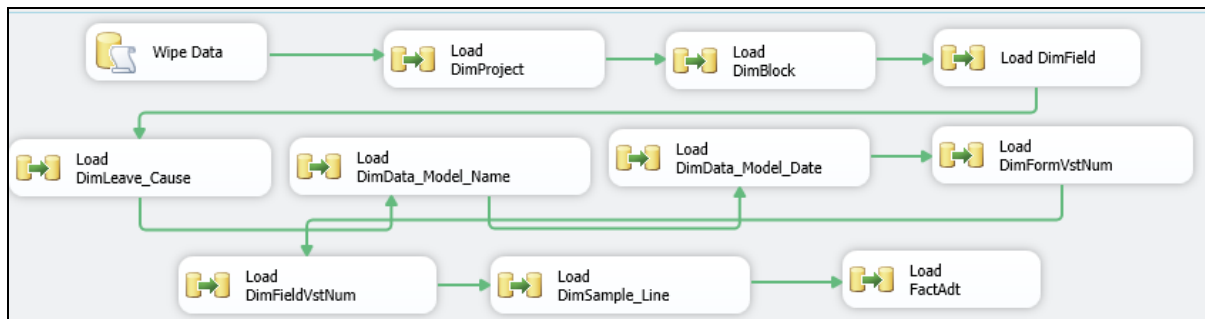 Wipe Data
Load
DimProject
Load
DimBlock
Load DimField
Load
DimLeave_Cause
Load
DimData_Model_Name
Load
DimData_Model_Date
Load
DimFormVstNum
Load
DimFieldVstNum
Load
DimSample_Line
Load
FactAdt